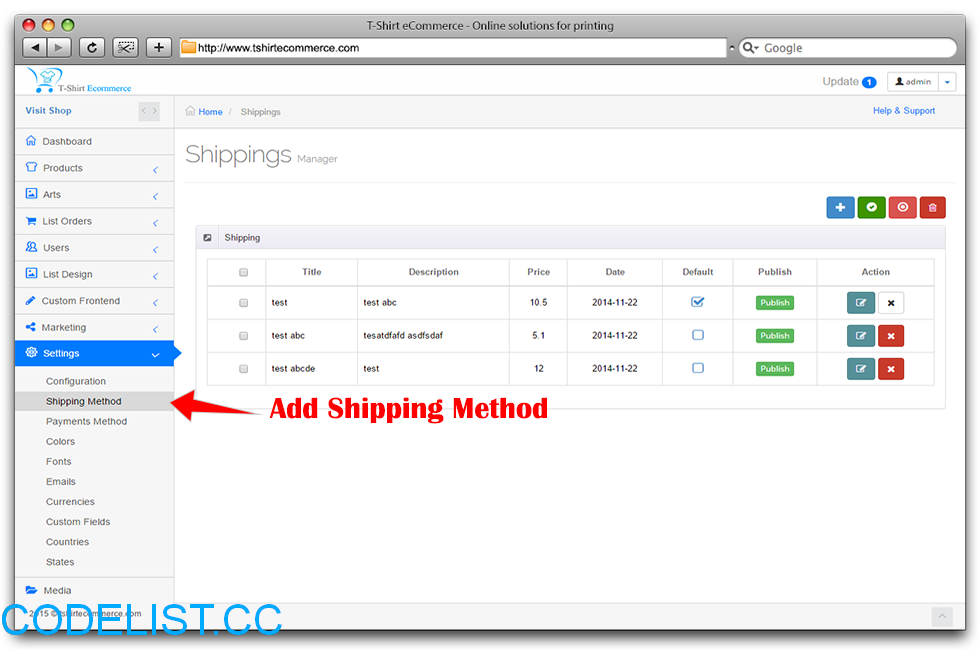 T-Shirt eCommerce - Online solutions for printing
http://www.tshirtecommerce.com
Google
T-Shirt Ecommerce
Update 1
admin
Visit Shop
Home / Shippings
Help & Support
Dashboard
Products
Arts
List Orders
Users
List Design
Custom Frontend
Marketing
Settings
Configuration
Shipping Method
Payments Method
Colors
Fonts
Emails
Currencies
Custom Fields
Countries
States
Media
Shippings Manager
Shipping
Title Description Price Date Default Publish Action
test test abc 10.5 2014-11-22 Publish
test abc tesatdfafd asdfsdaf 5.1 2014-11-22 Publish
test abcde test 12 2014-11-22 Publish
Add Shipping Method
2015 © tshirtecommerce.com
CODELIST.CC